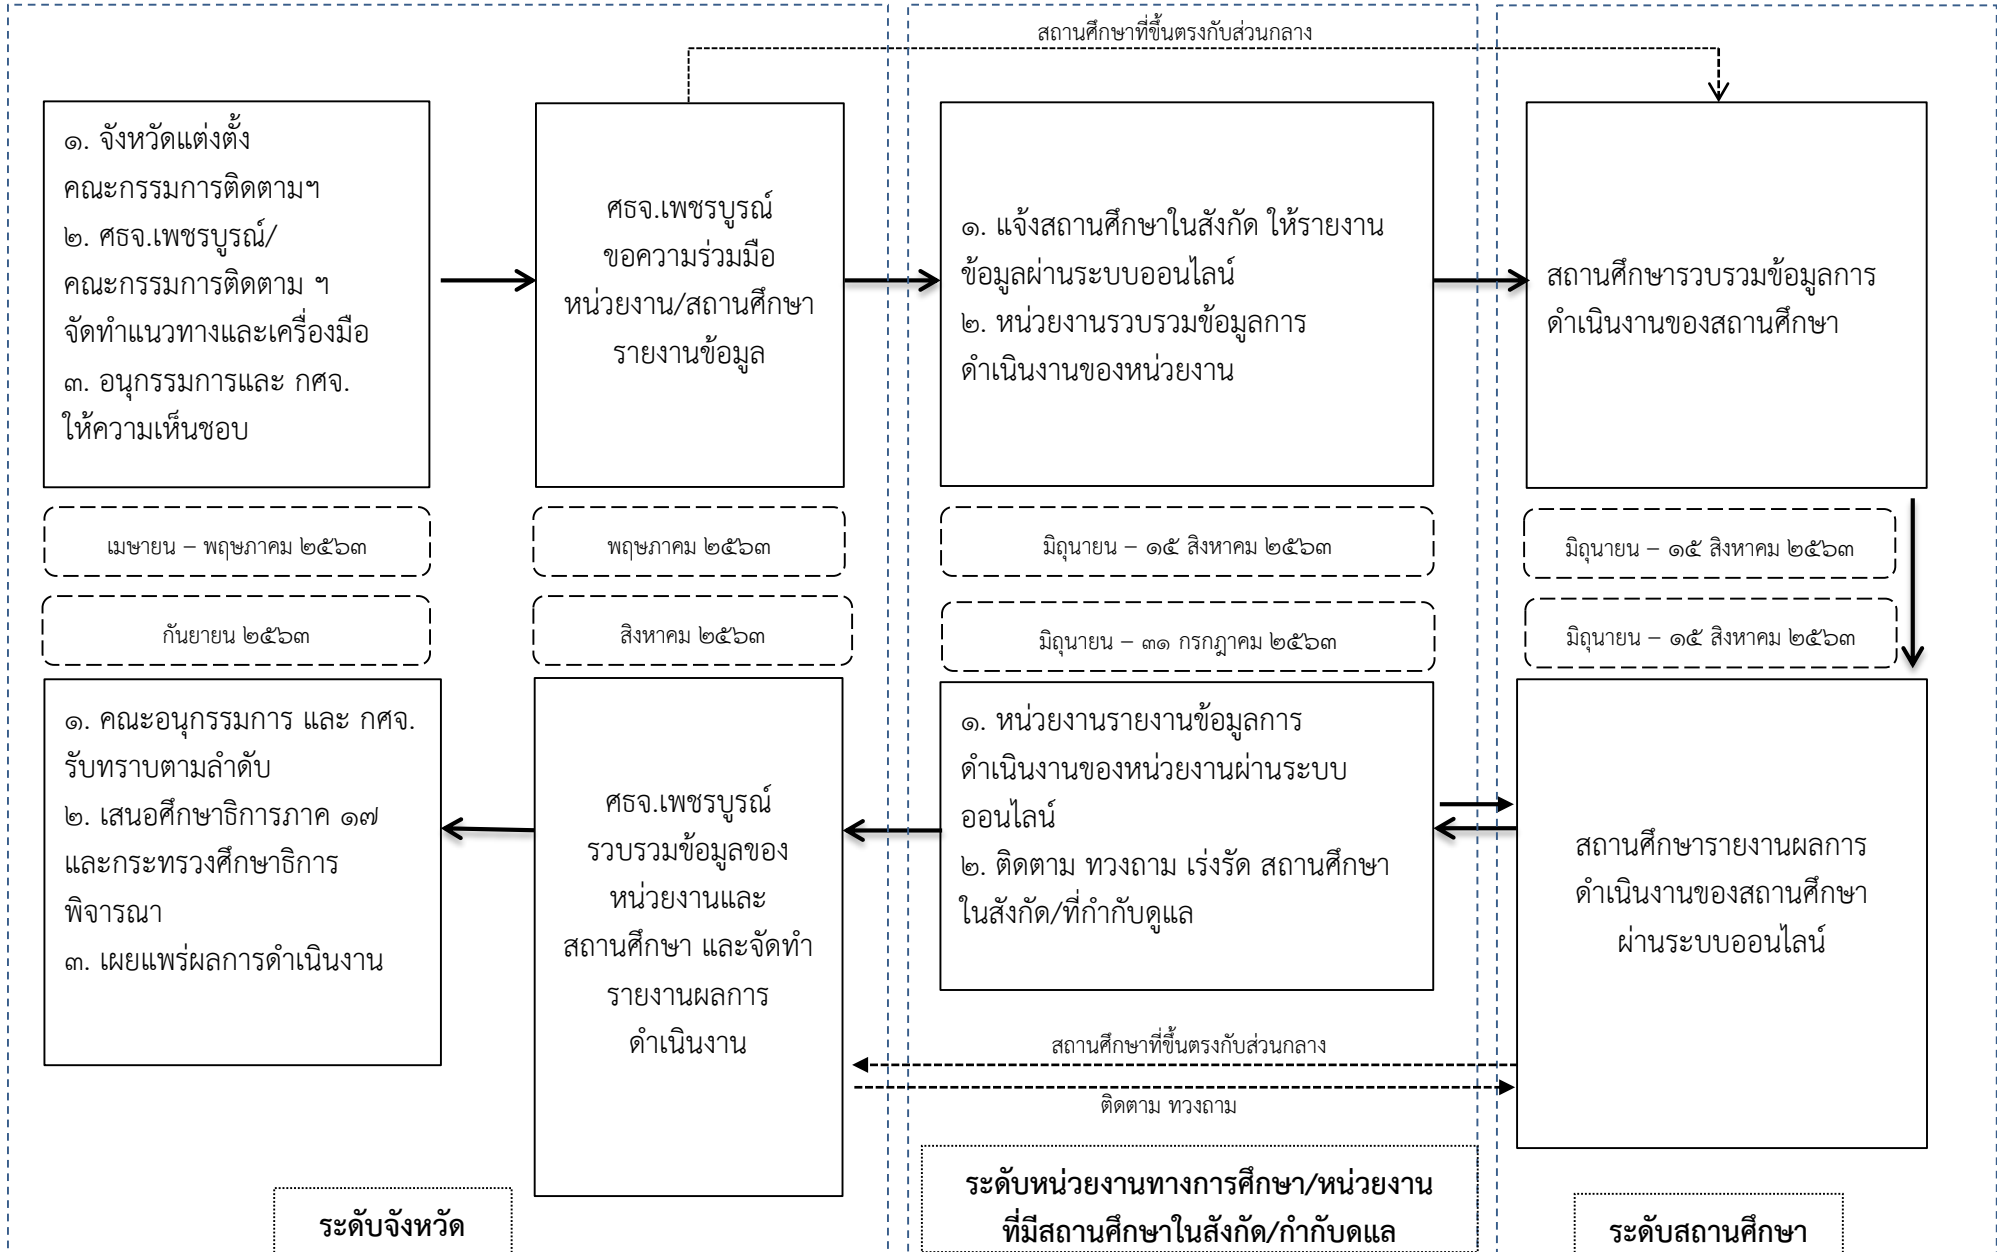 สถานศึกษาที่ขึ้นตรงกับส่วนกลาง
๑. จังหวัดแต่งตั้ง
คณะกรรมการติดตามฯ
๒. ศธจ.เพชรบูรณ์/
คณะกรรมการติดตาม ฯ
จัดทำแนวทางและเครื่องมือ
๓. อนุกรรมการและ กศจ.
ให้ความเห็นชอบ
ศธจ.เพชรบูรณ์
ขอความร่วมมือ
หน่วยงาน/สถานศึกษา
รายงานข้อมูล
๑. แจ้งสถานศึกษาในสังกัด ให้รายงาน
ข้อมูลผ่านระบบออนไลน์
๒. หน่วยงานรวบรวมข้อมูลการ
ดำเนินงานของหน่วยงาน
สถานศึกษารวบรวมข้อมูลการ
ดำเนินงานของสถานศึกษา
เมษายน – พฤษภาคม ๒๕๖๓
พฤษภาคม ๒๕๖๓
มิถุนายน – ๑๕ สิงหาคม ๒๕๖๓
มิถุนายน – ๑๕ สิงหาคม ๒๕๖๓
กันยายน ๒๕๖๓
สิงหาคม ๒๕๖๓
มิถุนายน – ๓๑ กรกฎาคม ๒๕๖๓
มิถุนายน – ๑๕ สิงหาคม ๒๕๖๓
๑. คณะอนุกรรมการ และ กศจ.
รับทราบตามลำดับ
๒. เสนอศึกษาธิการภาค ๑๗
และกระทรวงศึกษาธิการ
พิจารณา
๓. เผยแพร่ผลการดำเนินงาน
ศธจ.เพชรบูรณ์
รวบรวมข้อมูลของ
หน่วยงานและ
สถานศึกษา และจัดทำ
รายงานผลการ
ดำเนินงาน
๑. หน่วยงานรายงานข้อมูลการ
ดำเนินงานของหน่วยงานผ่านระบบ
ออนไลน์
๒. ติดตาม ทวงถาม เร่งรัด สถานศึกษา
ในสังกัด/ที่กำกับดูแล
สถานศึกษารายงานผลการ
ดำเนินงานของสถานศึกษา
ผ่านระบบออนไลน์
สถานศึกษาที่ขึ้นตรงกับส่วนกลาง
ติดตาม ทวงถาม
ระดับจังหวัด
ระดับหน่วยงานทางการศึกษา/หน่วยงาน
ที่มีสถานศึกษาในสังกัด/กำกับดแล
ระดับสถานศึกษา